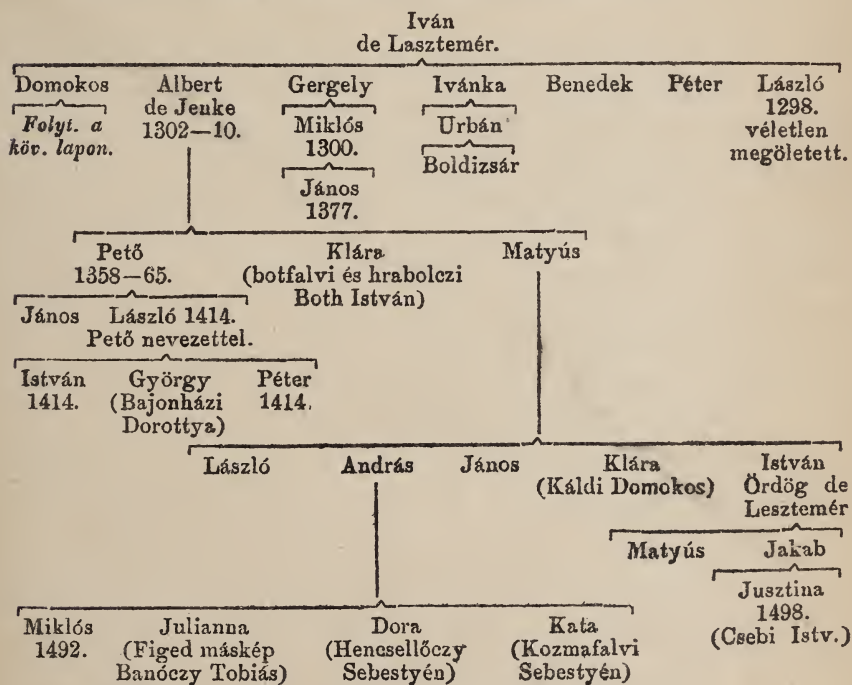 Iván
de Lasztemér.
Domokos Albert Gergely Ivánka Benedek Péter László
Folyt. a de Jeuke Miklós Urbán 1298.
köv. lapon. 1302—10. 1300. Boldizsár véletlen
János megöletett.
1377.
Pető Klára Matyús
1358—65. (botfalvi és hrabolczi
Both István)
János László 1414.
Pető nevezettel.
István György Péter
1414. (Bajonházi 1414.
Dorottya)
László András János Klára István
(Káldi Domokos) Ördög de
Lesztemér
Matyús Jakab
Jusztina
1498.
(Csebi Istv.)
Miklós Julianna Dora Kata
1492. (Figed máskép (Hencsellőczy (Kozmafalvi
Banóczy Tobiás) Sebestyén) Sebestyén)